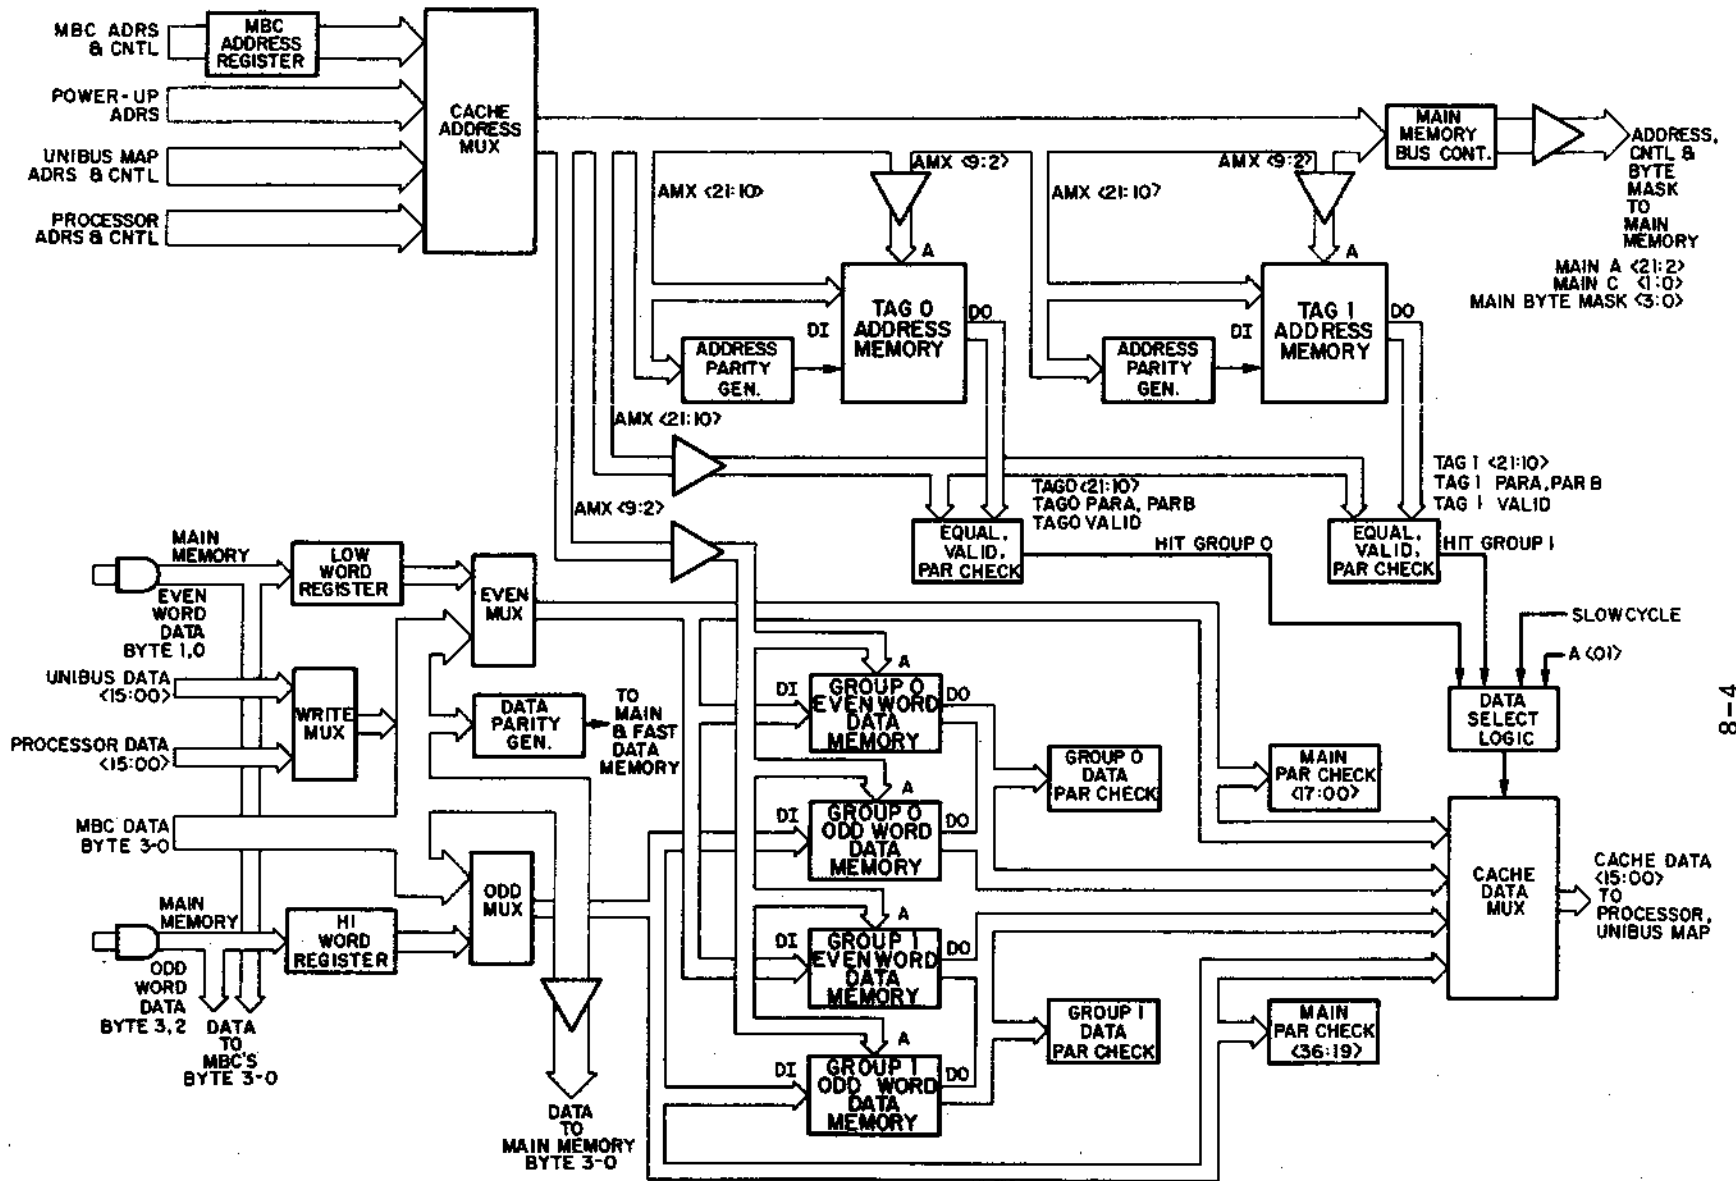 MBC ADRS
& CNTL
MBC
ADDRESS
REGISTER
POWER-UP
ADRS
UNIBUS MAP
ADRS & CNTL
PROCESSOR
ADRS & CNTL
CACHE
ADDRESS
MUX
MAIN
MEMORY
BUS CONT.
ADDRESS,
CNTL &
BYTE
MASK
TO
MAIN
MEMORY
MAIN A <21:2>
MAIN C <1:0>
MAIN BYTE MASK <3:0>
AMX <21:10>
AMX <9:2>
AMX <21:10>
AMX <9:2>
A
A
TAG 0
ADDRESS
MEMORY
DI
DO
ADDRESS
PARITY
GEN.
TAG 1
ADDRESS
MEMORY
DI
DO
ADDRESS
PARITY
GEN.
AMX <21:10>
AMX <9:2>
TAG0 <21:10>
TAG0 PARA, PARB
TAG0 VALID
TAG 1 <21:10>
TAG 1 PARA, PAR B
TAG 1 VALID
EQUAL,
VALID,
PAR CHECK
HIT GROUP 0
EQUAL,
VALID,
PAR CHECK
HIT GROUP 1
SLOW CYCLE
A <01>
DATA
SELECT
LOGIC
8-4
MAIN
MEMORY
EVEN
WORD
DATA
BYTE 1,0
LOW
WORD
REGISTER
EVEN
MUX
UNIBUS DATA
<15:00>
PROCESSOR DATA
<15:00>
WRITE
MUX
DATA
PARITY
GEN.
TO
MAIN
& FAST
DATA
MEMORY
MBC DATA
BYTE 3-0
MAIN
MEMORY
ODD
WORD
DATA
BYTE 3,2
HI
WORD
REGISTER
ODD
MUX
DATA
TO
MBC'S
BYTE 3-0
DATA
TO
MAIN MEMORY
BYTE 3-0
A
DI
GROUP 0
EVEN WORD
DATA
MEMORY
DO
A
DI
GROUP 0
ODD WORD
DATA
MEMORY
DO
A
DI
GROUP 1
EVEN WORD
DATA
MEMORY
DO
A
DI
GROUP 1
ODD WORD
DATA
MEMORY
DO
GROUP 0
DATA
PAR CHECK
GROUP 1
DATA
PAR CHECK
MAIN
PAR CHECK
<17:00>
MAIN
PAR CHECK
<36:19>
CACHE
DATA
MUX
CACHE DATA
<15:00>
TO
PROCESSOR,
UNIBUS MAP